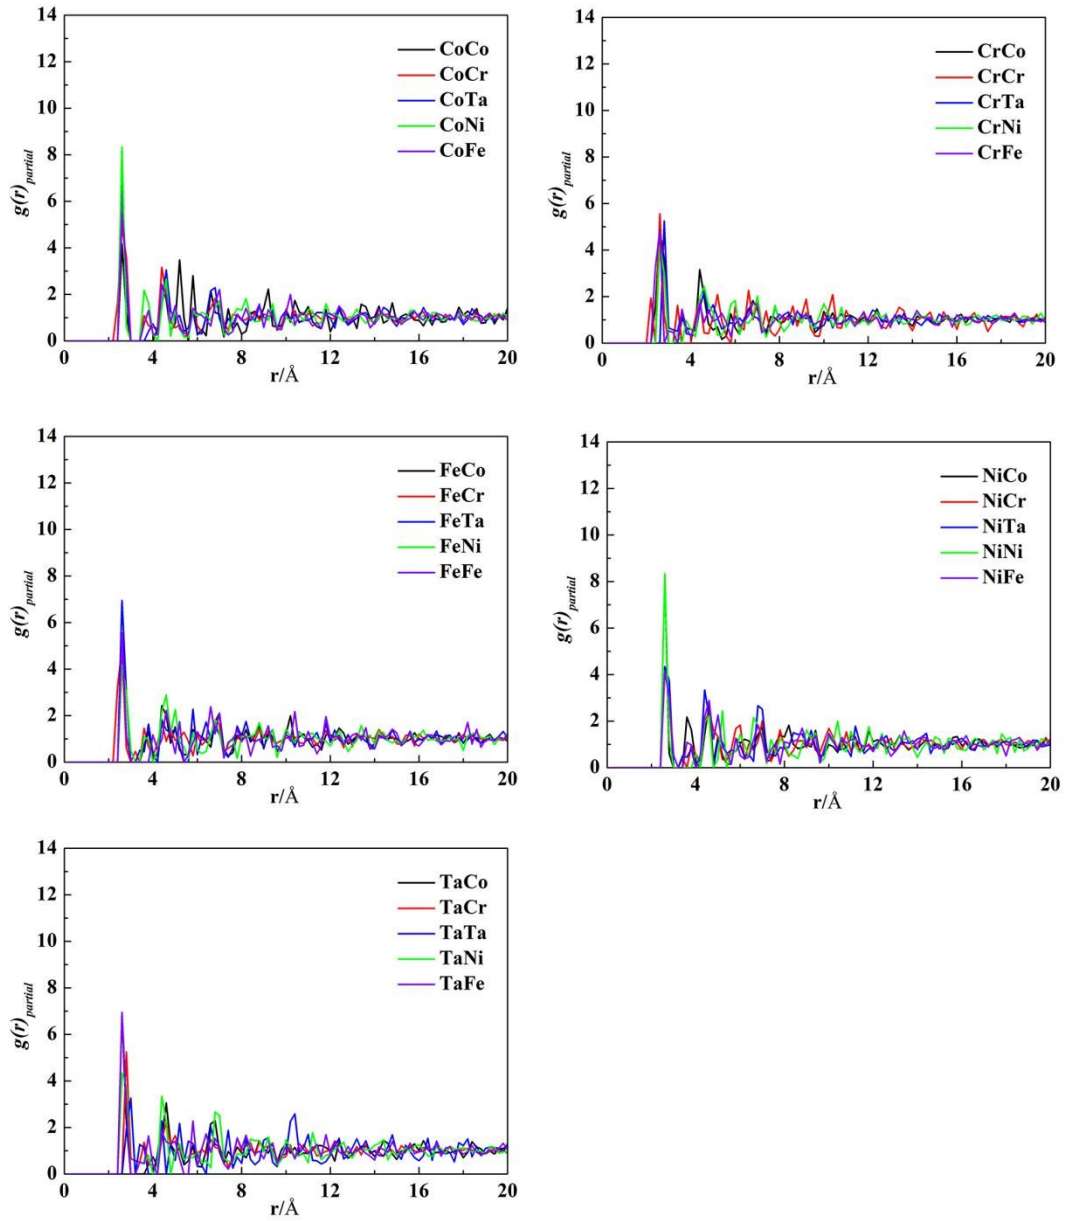 14
12
10
8
6
4
2
0
g(r)partial
CoCo
CoCr
CoTa
CoNi
CoFe
0 4 8 12 16 20
r/Å
14
12
10
8
6
4
2
0
g(r)partial
CrCo
CrCr
CrTa
CrNi
CrFe
0 4 8 12 16 20
r/Å
14
12
10
8
6
4
2
0
g(r)partial
FeCo
FeCr
FeTa
FeNi
FeFe
0 4 8 12 16 20
r/Å
14
12
10
8
6
4
2
0
g(r)partial
NiCo
NiCr
NiTa
NiNi
NiFe
0 4 8 12 16 20
r/Å
14
12
10
8
6
4
2
0
g(r)partial
TaCo
TaCr
TaTa
TaNi
TaFe
0 4 8 12 16 20
r/Å